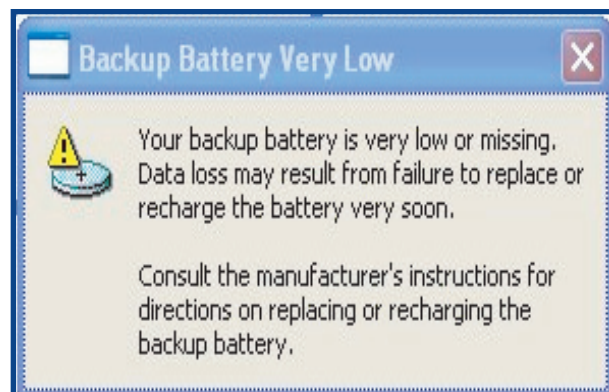 Backup Battery Very Low
Your backup battery is very low or missing.
Data loss may result from failure to replace or
recharge the battery very soon.
Consult the manufacturer's instructions for
directions on replacing or recharging the
backup battery.